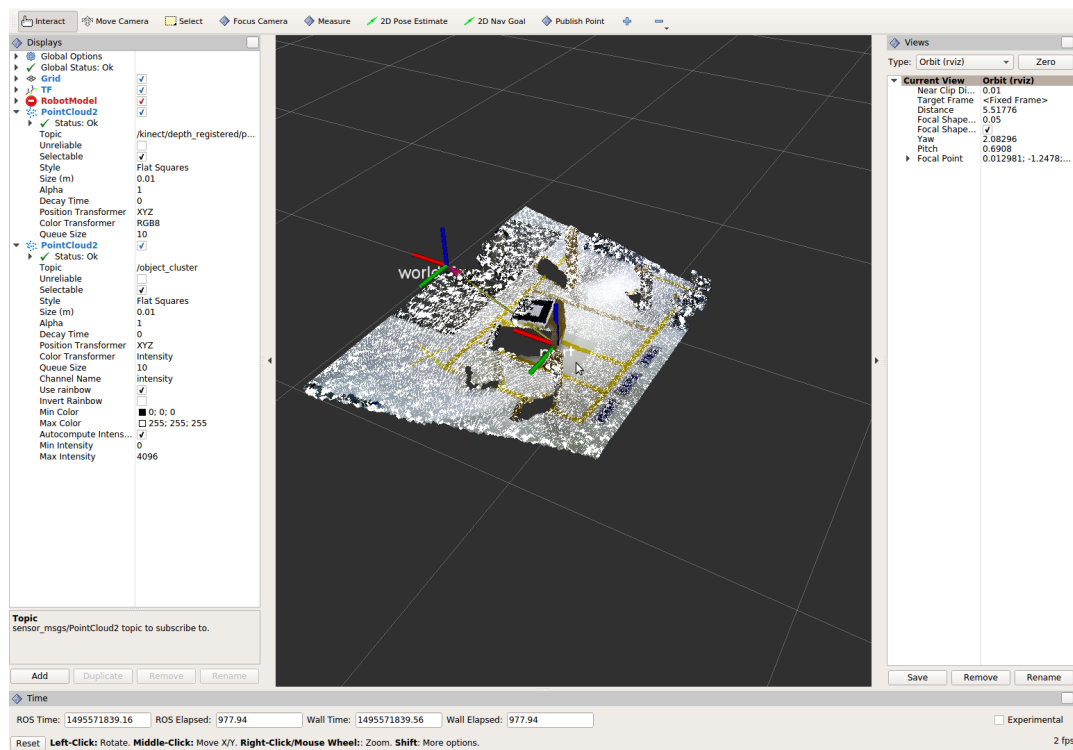 Interact Move Camera Select Focus Camera Measure 2D Pose Estimate 2D Nav Goal Publish Point
Displays
Global Options
Global Status: Ok
Grid
TF
RobotModel
PointCloud2
Status: Ok
Topic /kinect/depth_registered/p...
Unreliable
Selectable
Style Flat Squares
Size (m) 0.01
Alpha 1
Decay Time 0
Position Transformer XYZ
Color Transformer RGB8
Queue Size 10
PointCloud2
Status: Ok
Topic /object_cluster
Unreliable
Selectable
Style Flat Squares
Size (m) 0.01
Alpha 1
Decay Time 0
Position Transformer XYZ
Color Transformer Intensity
Queue Size 10
Channel Name intensity
Use rainbow
Invert Rainbow
Min Color 0; 0; 0
Max Color 255; 255; 255
Autocompute Intens...
Min Intensity 0
Max Intensity 4096
Topic
sensor_msgs/PointCloud2 topic to subscribe to.
Add Duplicate Remove Rename
Views
Type: Orbit (rviz) Zero
Current View Orbit (rviz)
Near Clip Di... 0.01
Target Frame <Fixed Frame>
Distance 5.51776
Focal Shape... 0.05
Focal Shape...
Yaw 2.08296
Pitch 0.6908
Focal Point 0.012981; -1.2478;...
Save Remove Rename
Time
ROS Time: 1495571839.16 ROS Elapsed: 977.94 Wall Time: 1495571839.56 Wall Elapsed: 977.94 Experimental
Reset Left-Click: Rotate. Middle-Click: Move X/Y. Right-Click/Mouse Wheel:: Zoom. Shift: More options. 2 fps